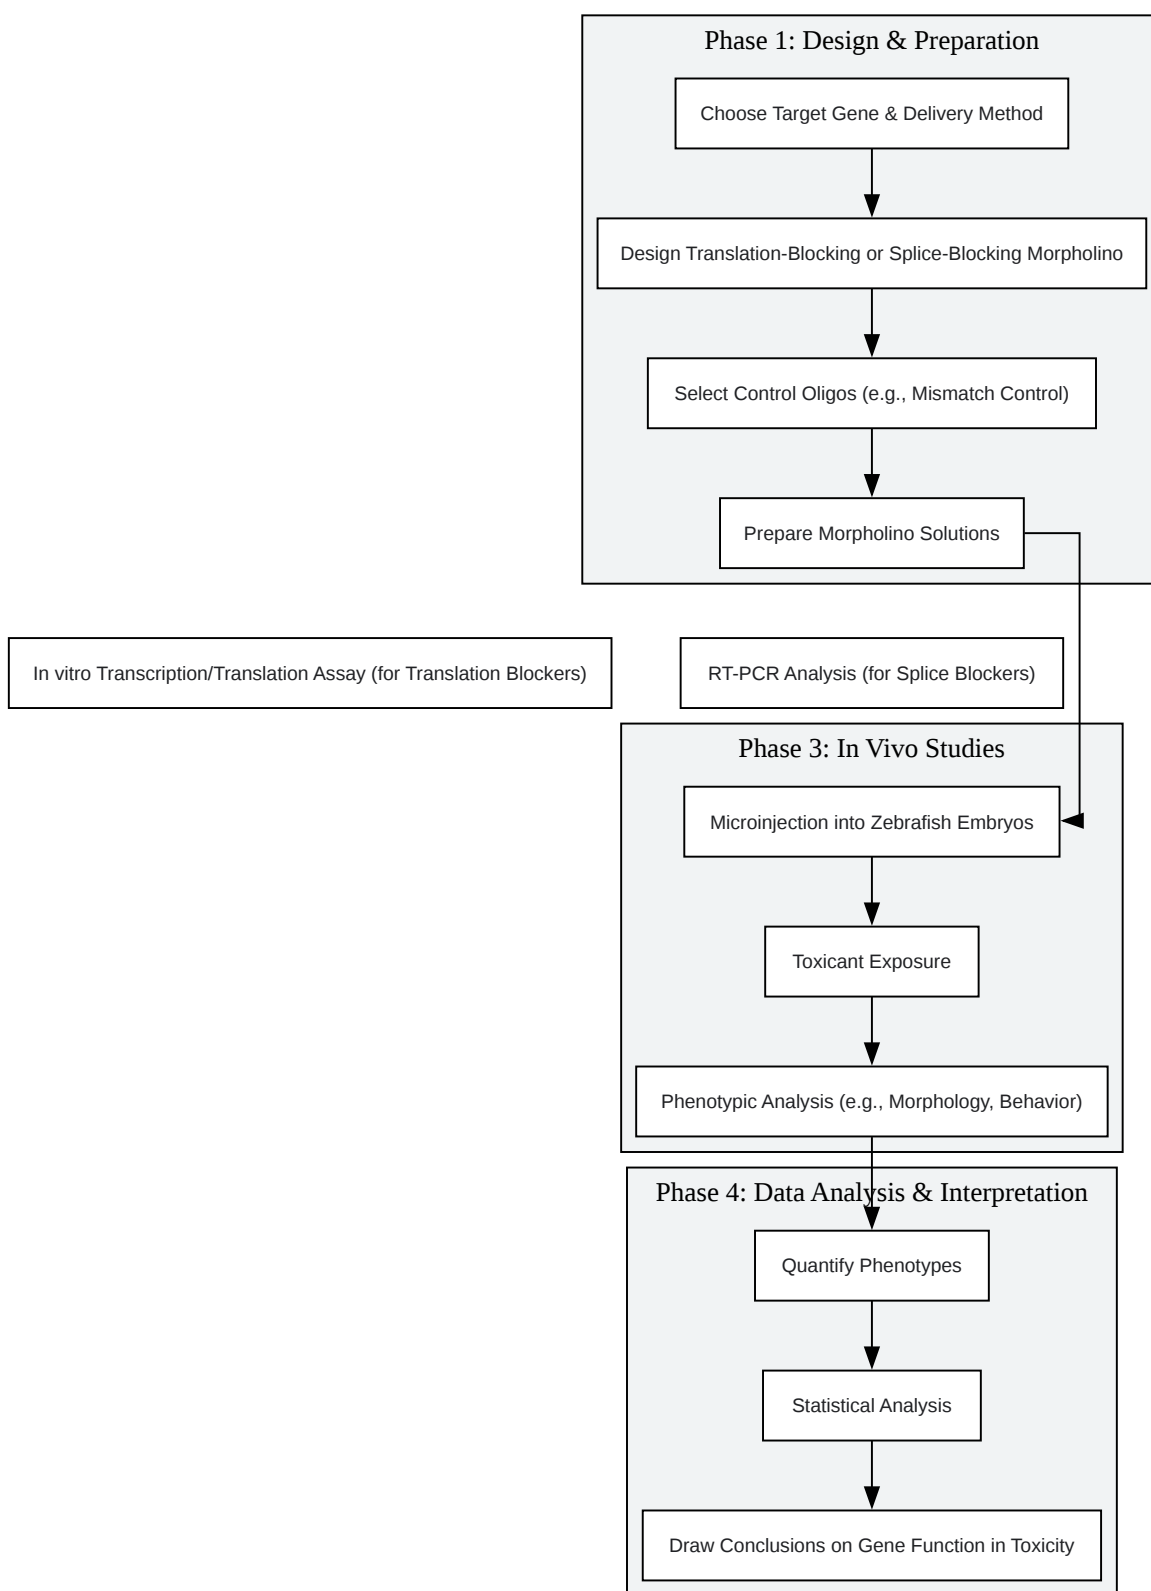 Phase 1: Design & Preparation
Choose Target Gene & Delivery Method
Design Translation-Blocking or Splice-Blocking Morpholino
Select Control Oligos (e.g., Mismatch Control)
Prepare Morpholino Solutions
In vitro Transcription/Translation Assay (for Translation Blockers)
RT-PCR Analysis (for Splice Blockers)
Phase 3: In Vivo Studies
Microinjection into Zebrafish Embryos
Toxicant Exposure
Phenotypic Analysis (e.g., Morphology, Behavior)
Phase 4: Data Analysis & Interpretation
Quantify Phenotypes
Statistical Analysis
Draw Conclusions on Gene Function in Toxicity